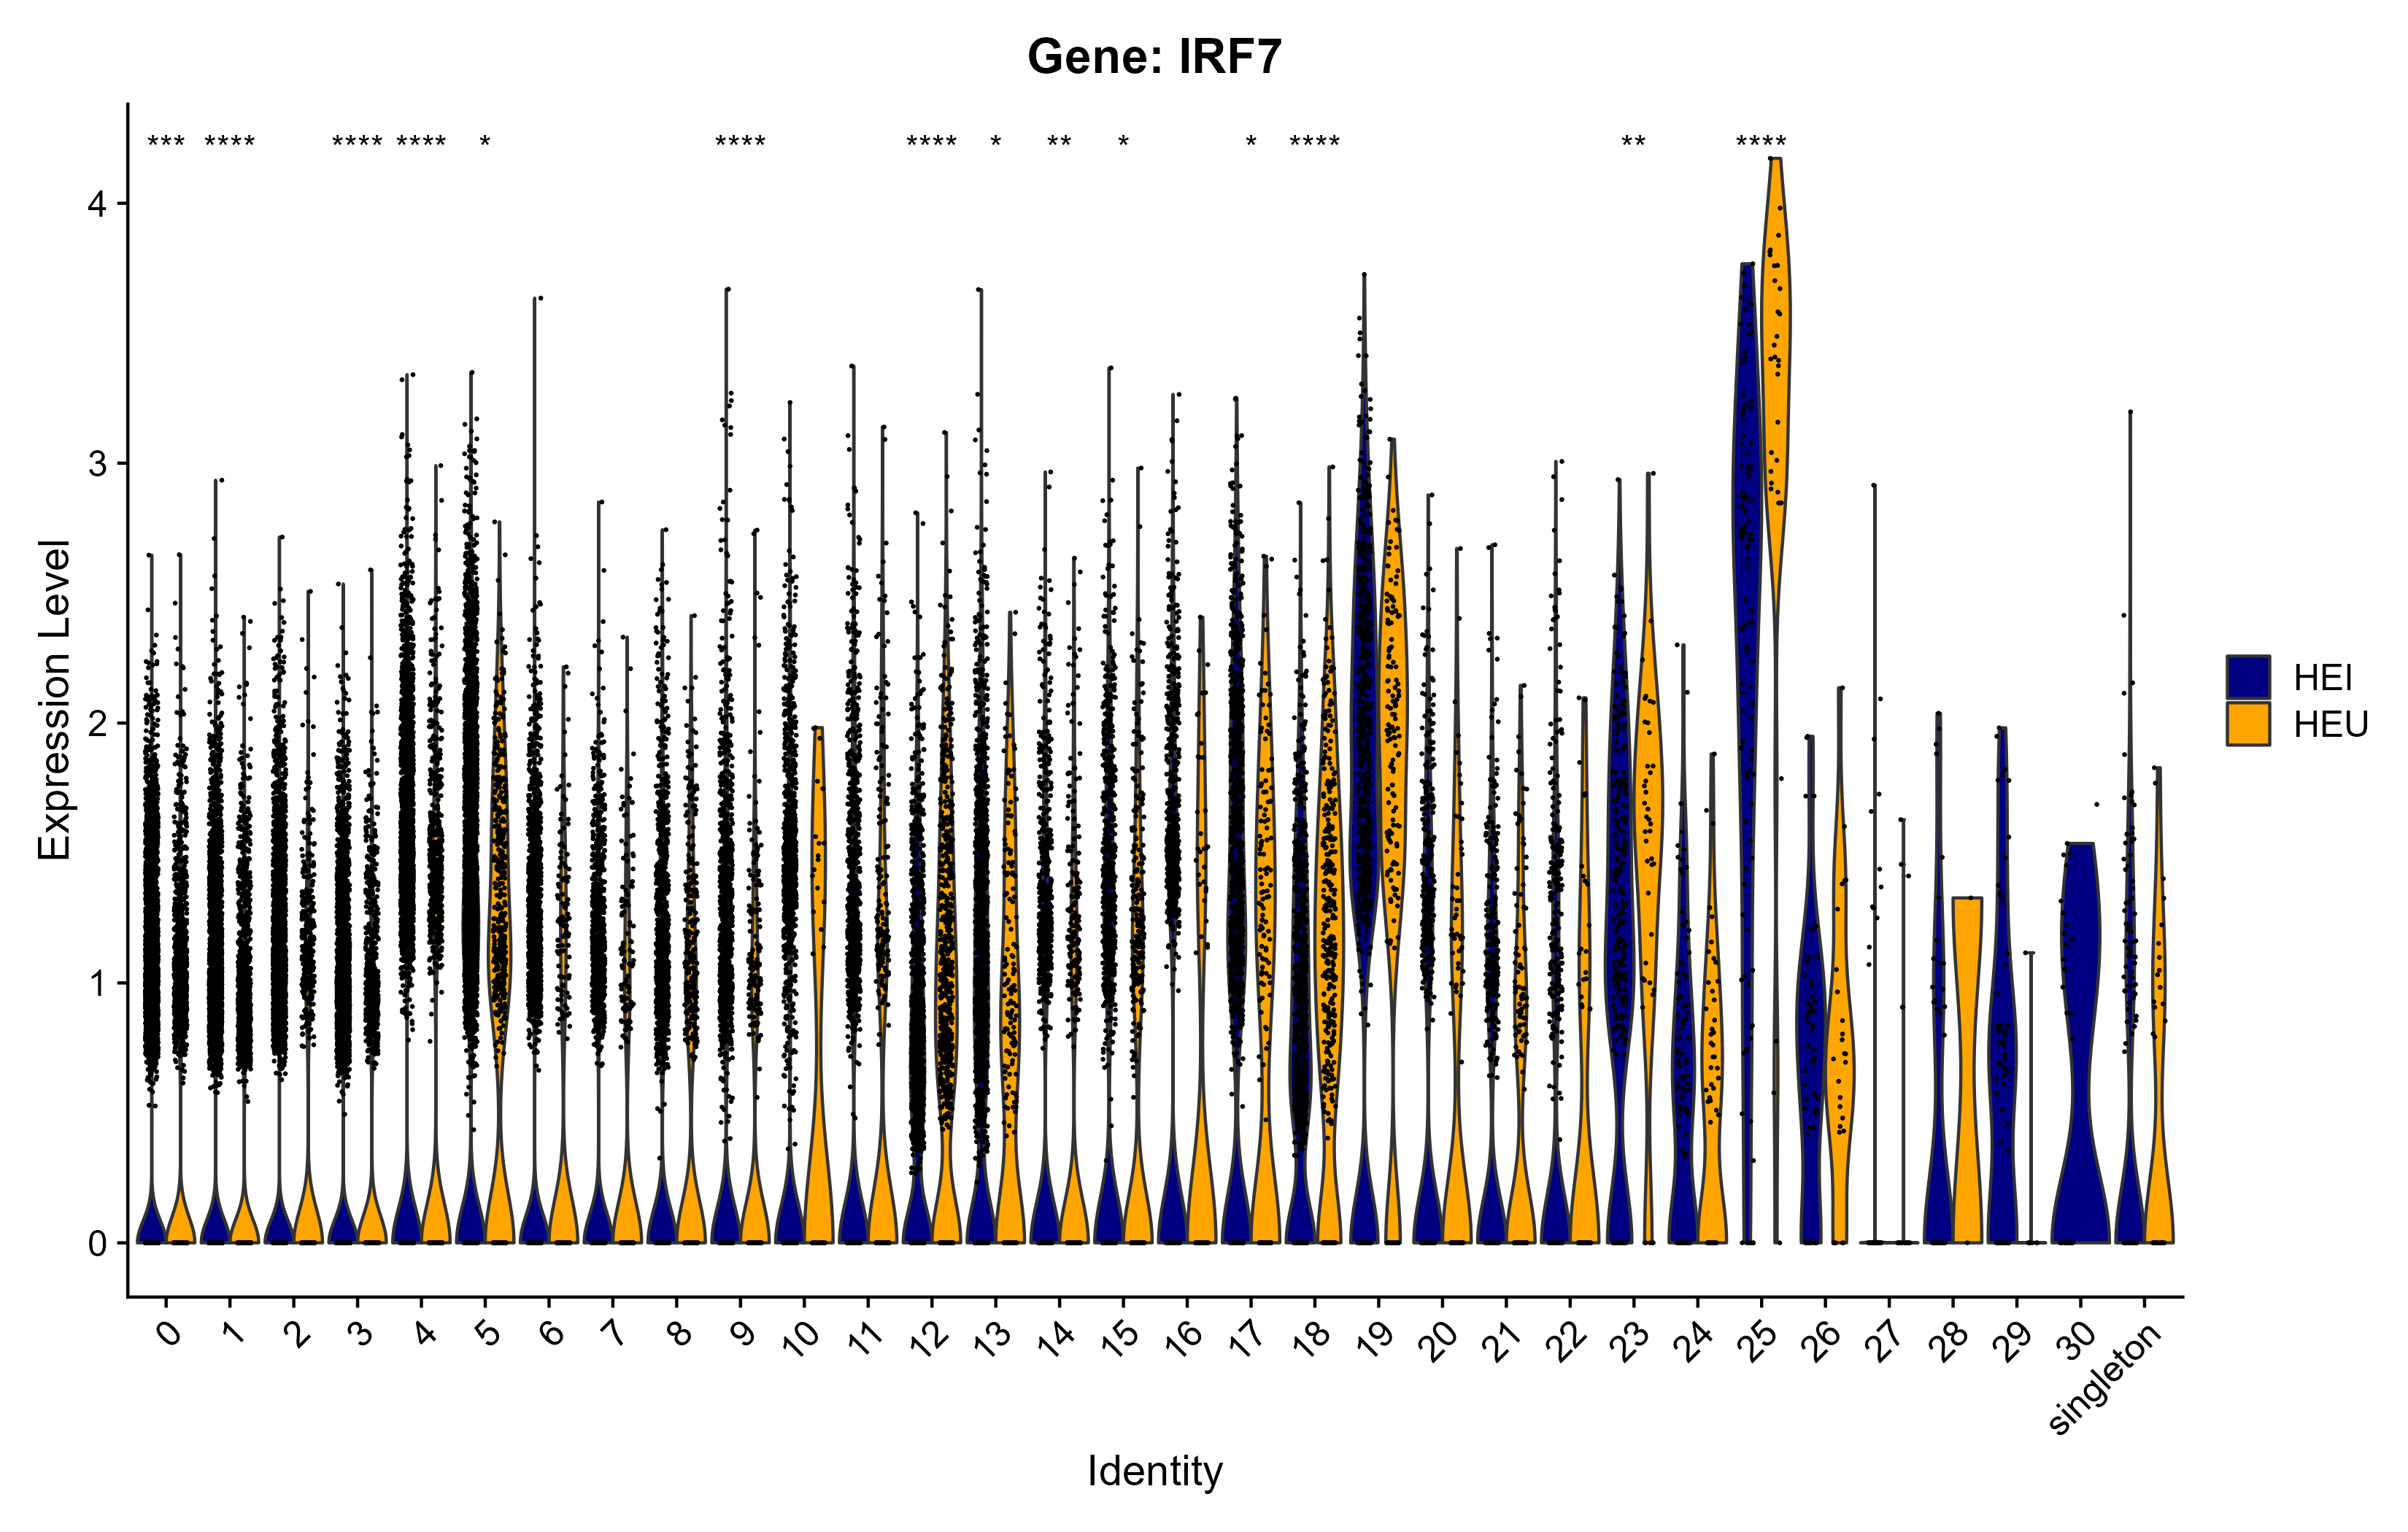 Gene: IRF7
*** **** **** **** * **** **** * ** * * **** ** ****
Expression Level
4
3
2
1
0
HEI
HEU
0 1 2 3 4 5 6 7 8 9 10 11 12 13 14 15 16 17 18 19 20 21 22 23 24 25 26 27 28 29 30 singleton
Identity